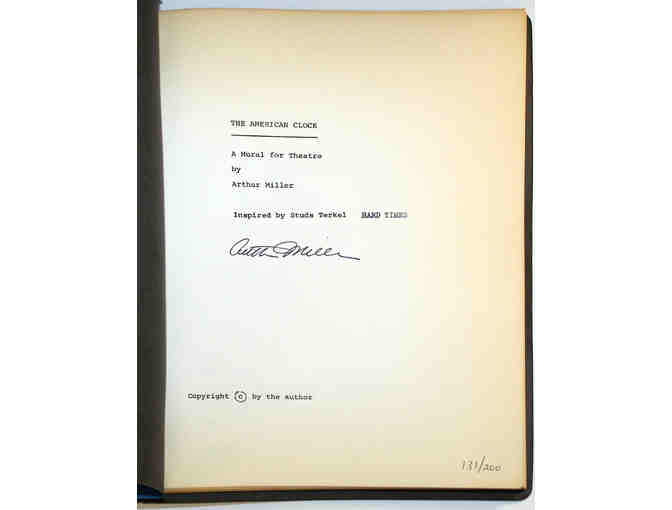 THE AMERICAN CLOCK
A Mural for Theatre
by
Arthur Miller
Inspired by Studs Terkel HARD TIMES
Arthur Miller
Copyright © by the Author
131/200